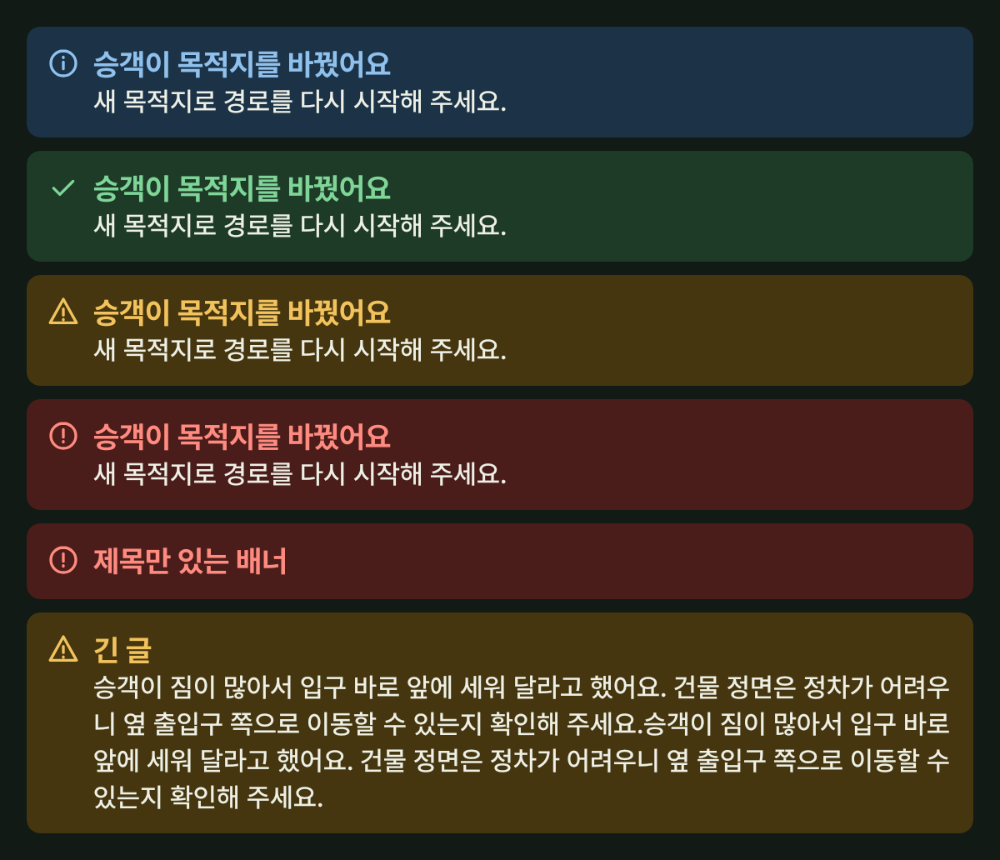 승객이 목적지를 바꿨어요
새 목적지로 경로를 다시 시작해 주세요.
승객이 목적지를 바꿨어요
새 목적지로 경로를 다시 시작해 주세요.
승객이 목적지를 바꿨어요
새 목적지로 경로를 다시 시작해 주세요.
승객이 목적지를 바꿨어요
새 목적지로 경로를 다시 시작해 주세요.
제목만 있는 배너
긴 글
승객이 짐이 많아서 입구 바로 앞에 세워 달라고 했어요. 건물 정면은 정차가 어려우
니 옆 출입구 쪽으로 이동할 수 있는지 확인해 주세요.승객이 짐이 많아서 입구 바로
앞에 세워 달라고 했어요. 건물 정면은 정차가 어려우니 옆 출입구 쪽으로 이동할 수
있는지 확인해 주세요.